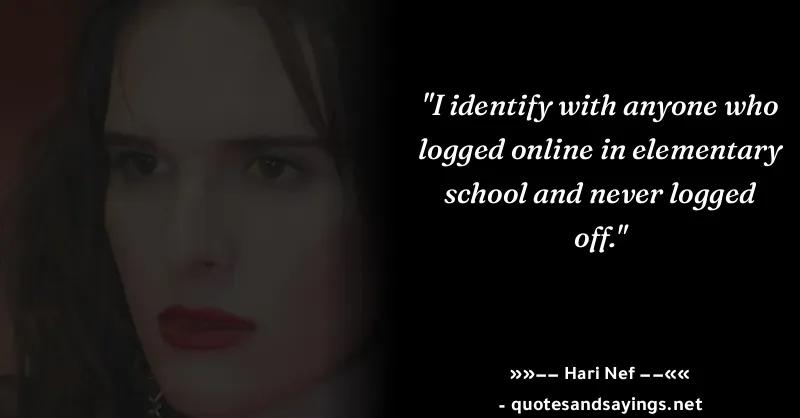 "I identify with anyone who
logged online in elementary
school and never logged
off."
»»−− Hari Nef −−««
- quotesandsayings.net